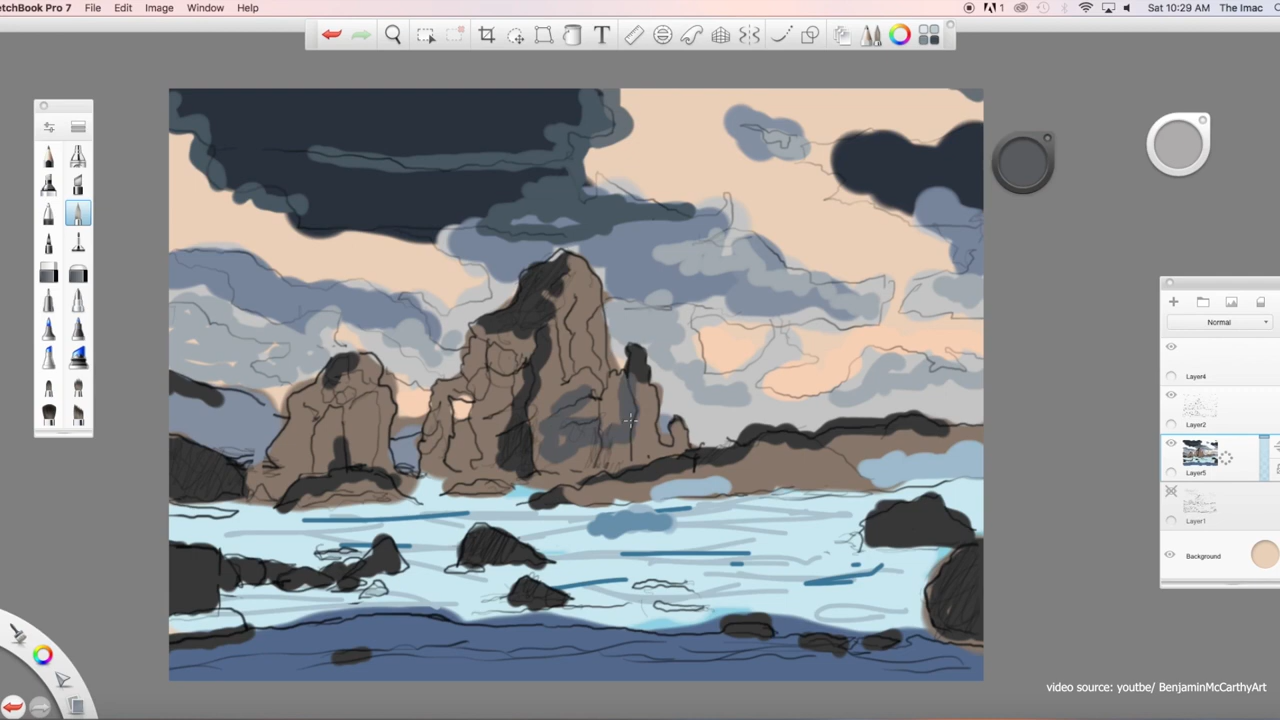 etchBook Pro 7 File Edit Image Window Help 1 Sat 10:29 AM The Imac
T
Normal
Layer4
Layer2
Layer5
Layer1
Background
video source: youtbe/ BenjaminMcCarthyArt